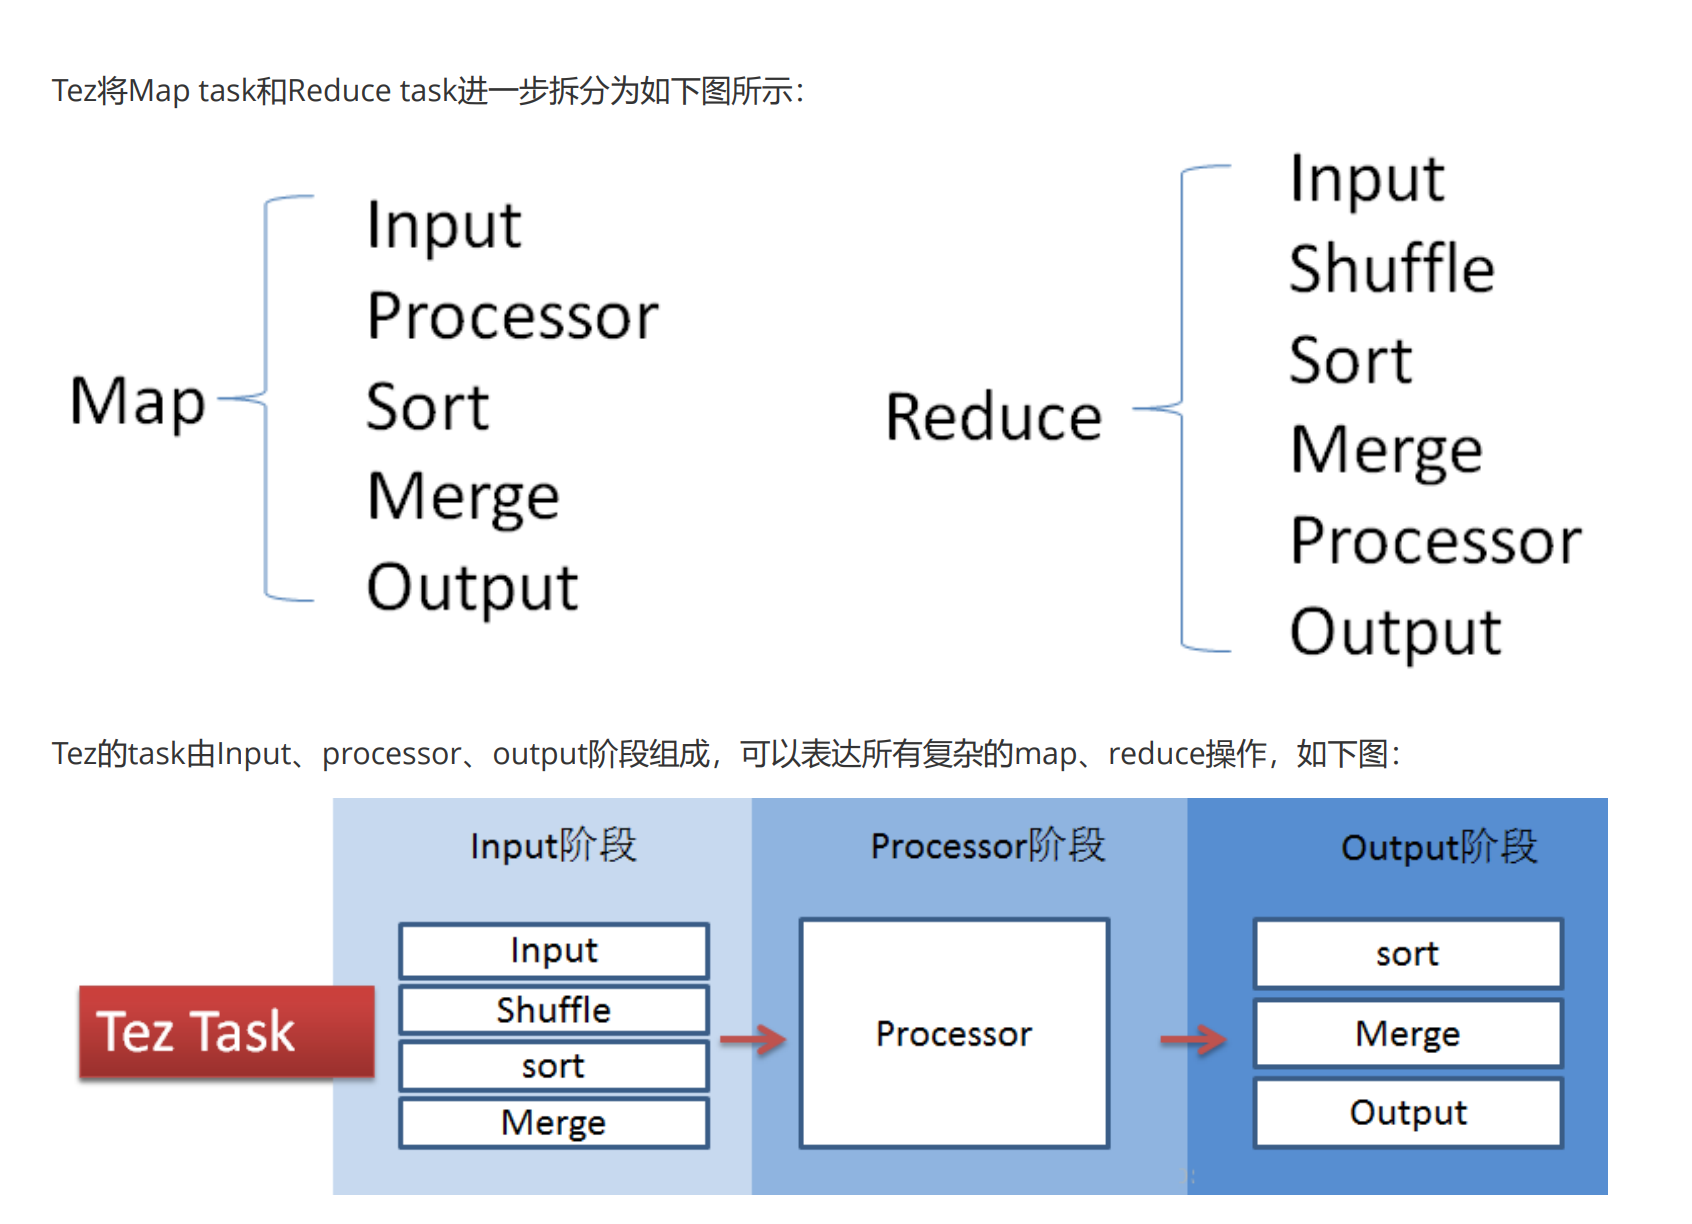 Tez将Map task和Reduce task进一步拆分为如下图所示：
Map
Input
Processor
Sort
Merge
Output
Reduce
Input
Shuffle
Sort
Merge
Processor
Output
Tez的task由Input、processor、output阶段组成，可以表达所有复杂的map、reduce操作，如下图：
Tez Task
Input阶段
Input
Shuffle
sort
Merge
Processor阶段
Processor
Output阶段
sort
Merge
Output